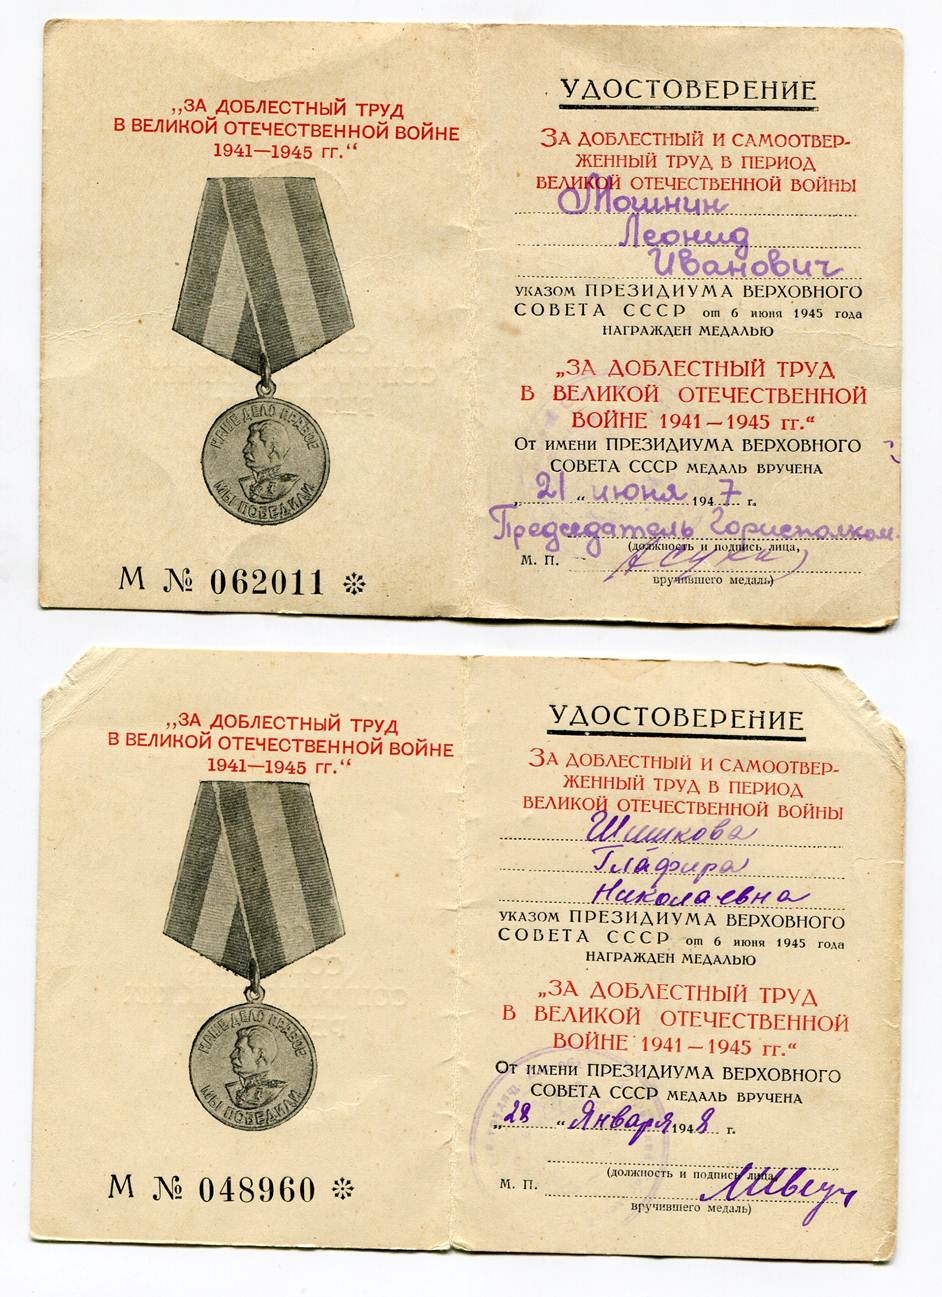 „ЗА ДОБЛЕСТНЫЙ ТРУД
В ВЕЛИКОЙ ОТЕЧЕСТВЕННОЙ ВОЙНЕ
1941—1945 гг.“
НАШЕ ДЕЛО ПРАВОЕ
МЫ ПОБЕДИЛИ
М № 062011
УДОСТОВЕРЕНИЕ
ЗА ДОБЛЕСТНЫЙ И САМООТВЕР-
ЖЕННЫЙ ТРУД В ПЕРИОД
ВЕЛИКОЙ ОТЕЧЕСТВЕННОЙ ВОЙНЫ
Мошнин
Леонид
Иванович
УКАЗОМ ПРЕЗИДИУМА ВЕРХОВНОГО
СОВЕТА СССР от 6 июня 1945 года
НАГРАЖДЕН МЕДАЛЬЮ
„ЗА ДОБЛЕСТНЫЙ ТРУД
В ВЕЛИКОЙ ОТЕЧЕСТВЕННОЙ
ВОЙНЕ 1941—1945 гг.“
От имени ПРЕЗИДИУМА ВЕРХОВНОГО
СОВЕТА СССР МЕДАЛЬ ВРУЧЕНА
„21“ июня 1947 г.
Председатель Горисполком.
(должность и подпись лица,
М. П.
вручившего медаль)
„ЗА ДОБЛЕСТНЫЙ ТРУД
В ВЕЛИКОЙ ОТЕЧЕСТВЕННОЙ ВОЙНЕ
1941—1945 гг.“
НАШЕ ДЕЛО ПРАВОЕ
МЫ ПОБЕДИЛИ
М № 048960
УДОСТОВЕРЕНИЕ
ЗА ДОБЛЕСТНЫЙ И САМООТВЕР-
ЖЕННЫЙ ТРУД В ПЕРИОД
ВЕЛИКОЙ ОТЕЧЕСТВЕННОЙ ВОЙНЫ
Шишкова
Глафира
Николаевна
УКАЗОМ ПРЕЗИДИУМА ВЕРХОВНОГО
СОВЕТА СССР от 6 июня 1945 года
НАГРАЖДЕН МЕДАЛЬЮ
„ЗА ДОБЛЕСТНЫЙ ТРУД
В ВЕЛИКОЙ ОТЕЧЕСТВЕННОЙ
ВОЙНЕ 1941—1945 гг.“
От имени ПРЕЗИДИУМА ВЕРХОВНОГО
СОВЕТА СССР МЕДАЛЬ ВРУЧЕНА
„28“ Января 1948 г.
(должность и подпись лица,
М. П.
вручившего медаль)